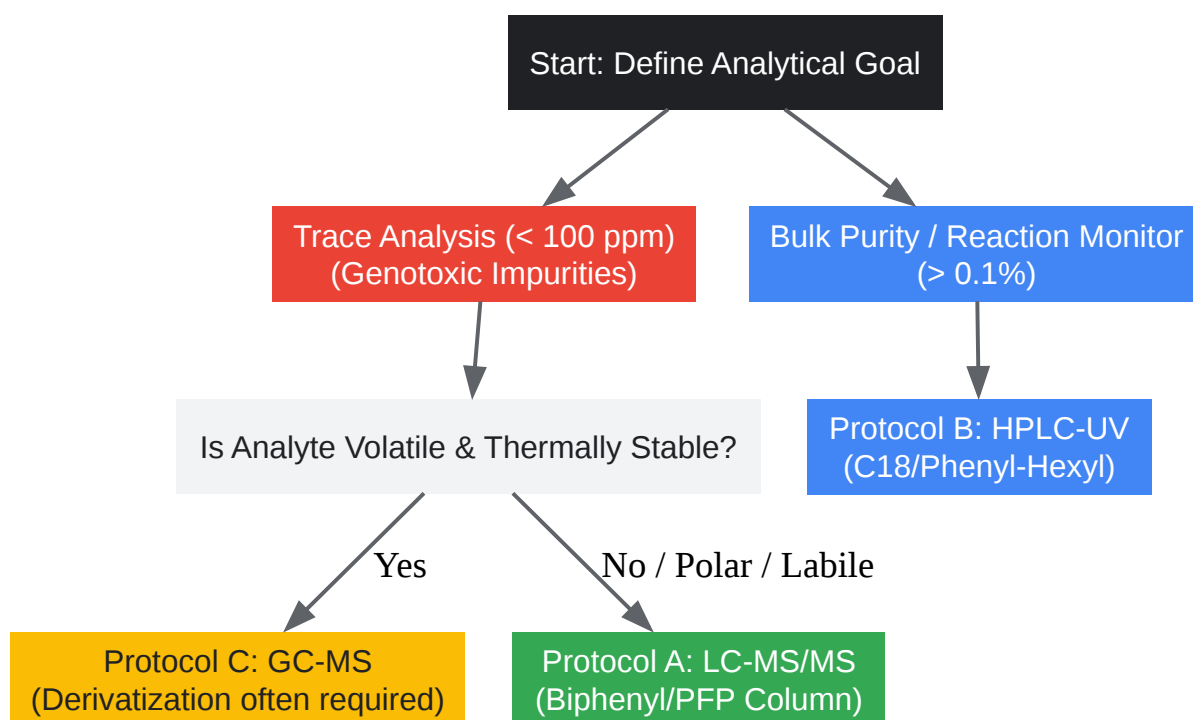 Start: Define Analytical Goal
Trace Analysis (< 100 ppm)
(Genotoxic Impurities)
Bulk Purity / Reaction Monitor
(> 0.1%)
Is Analyte Volatile & Thermally Stable?
Protocol B: HPLC-UV
(C18/Phenyl-Hexyl)
Yes
No / Polar / Labile
Protocol C: GC-MS
(Derivatization often required)
Protocol A: LC-MS/MS
(Biphenyl/PFP Column)